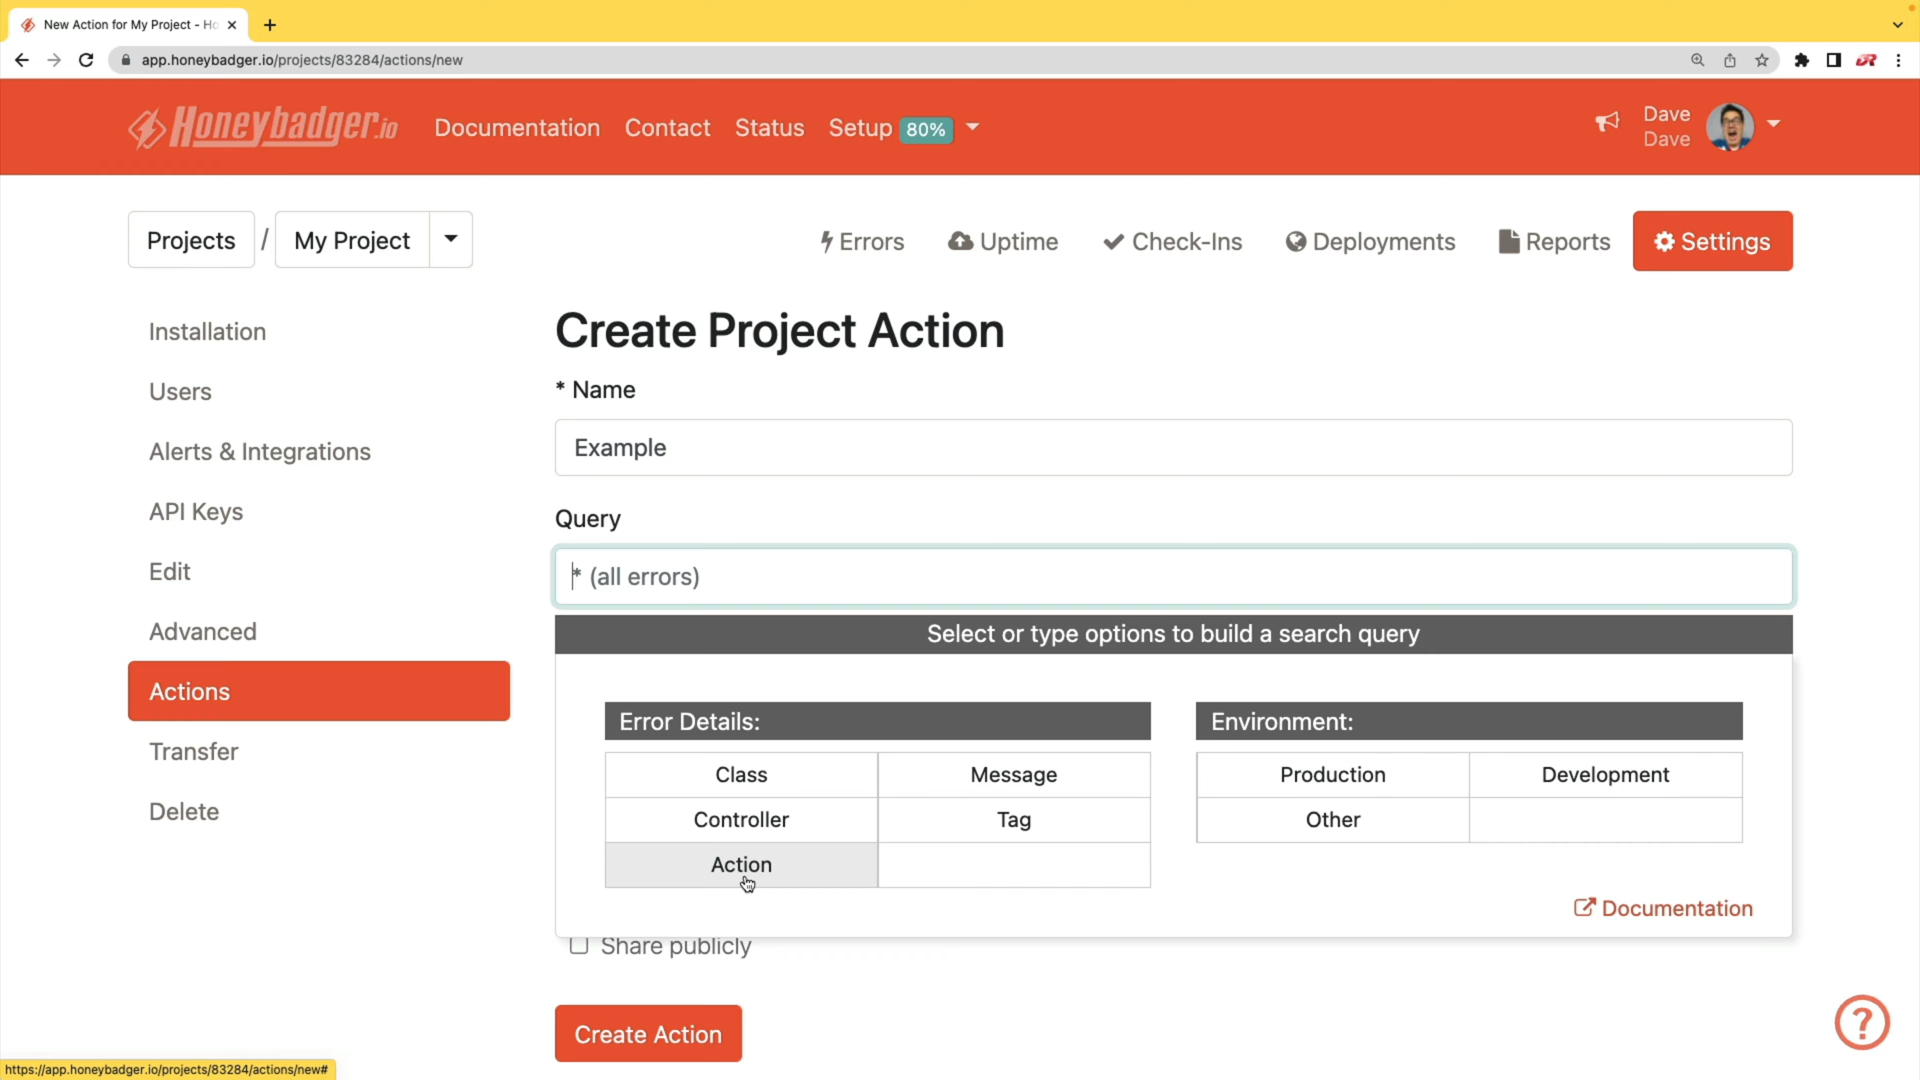 New Action for My Project - Ho
app.honeybadger.io/projects/83284/actions/new
Honeybadger.io
Documentation
Contact
Status
Setup 80%
Dave
Dave
Projects / My Project
Errors
Uptime
Check-Ins
Deployments
Reports
Settings
Installation
Users
Alerts & Integrations
API Keys
Edit
Advanced
Actions
Transfer
Delete
Create Project Action
* Name
Example
Query
* (all errors)
Select or type options to build a search query
Error Details:
Class
Message
Controller
Tag
Action
Environment:
Production
Development
Other
Documentation
Share publicly
Create Action
?
https://app.honeybadger.io/projects/83284/actions/new#